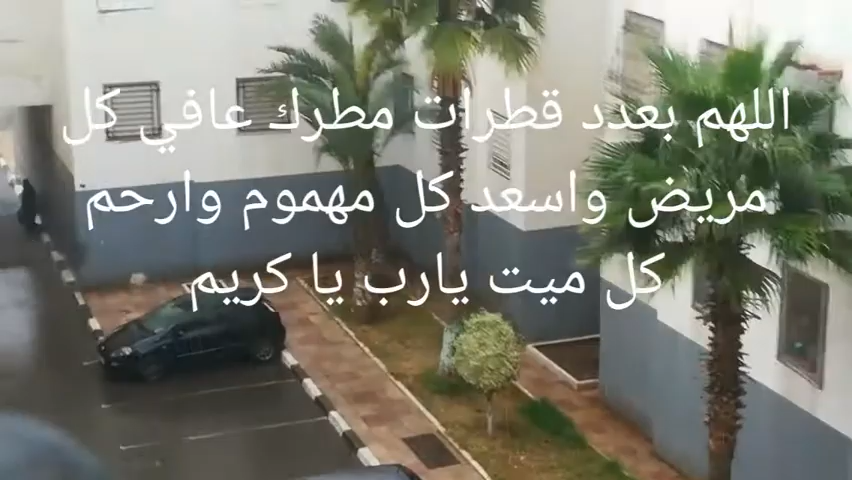 اللهم بعدد قطرات مطرك عافي كل
مريض واسعد كل مهموم وارحم
كل ميت يارب يا كريم